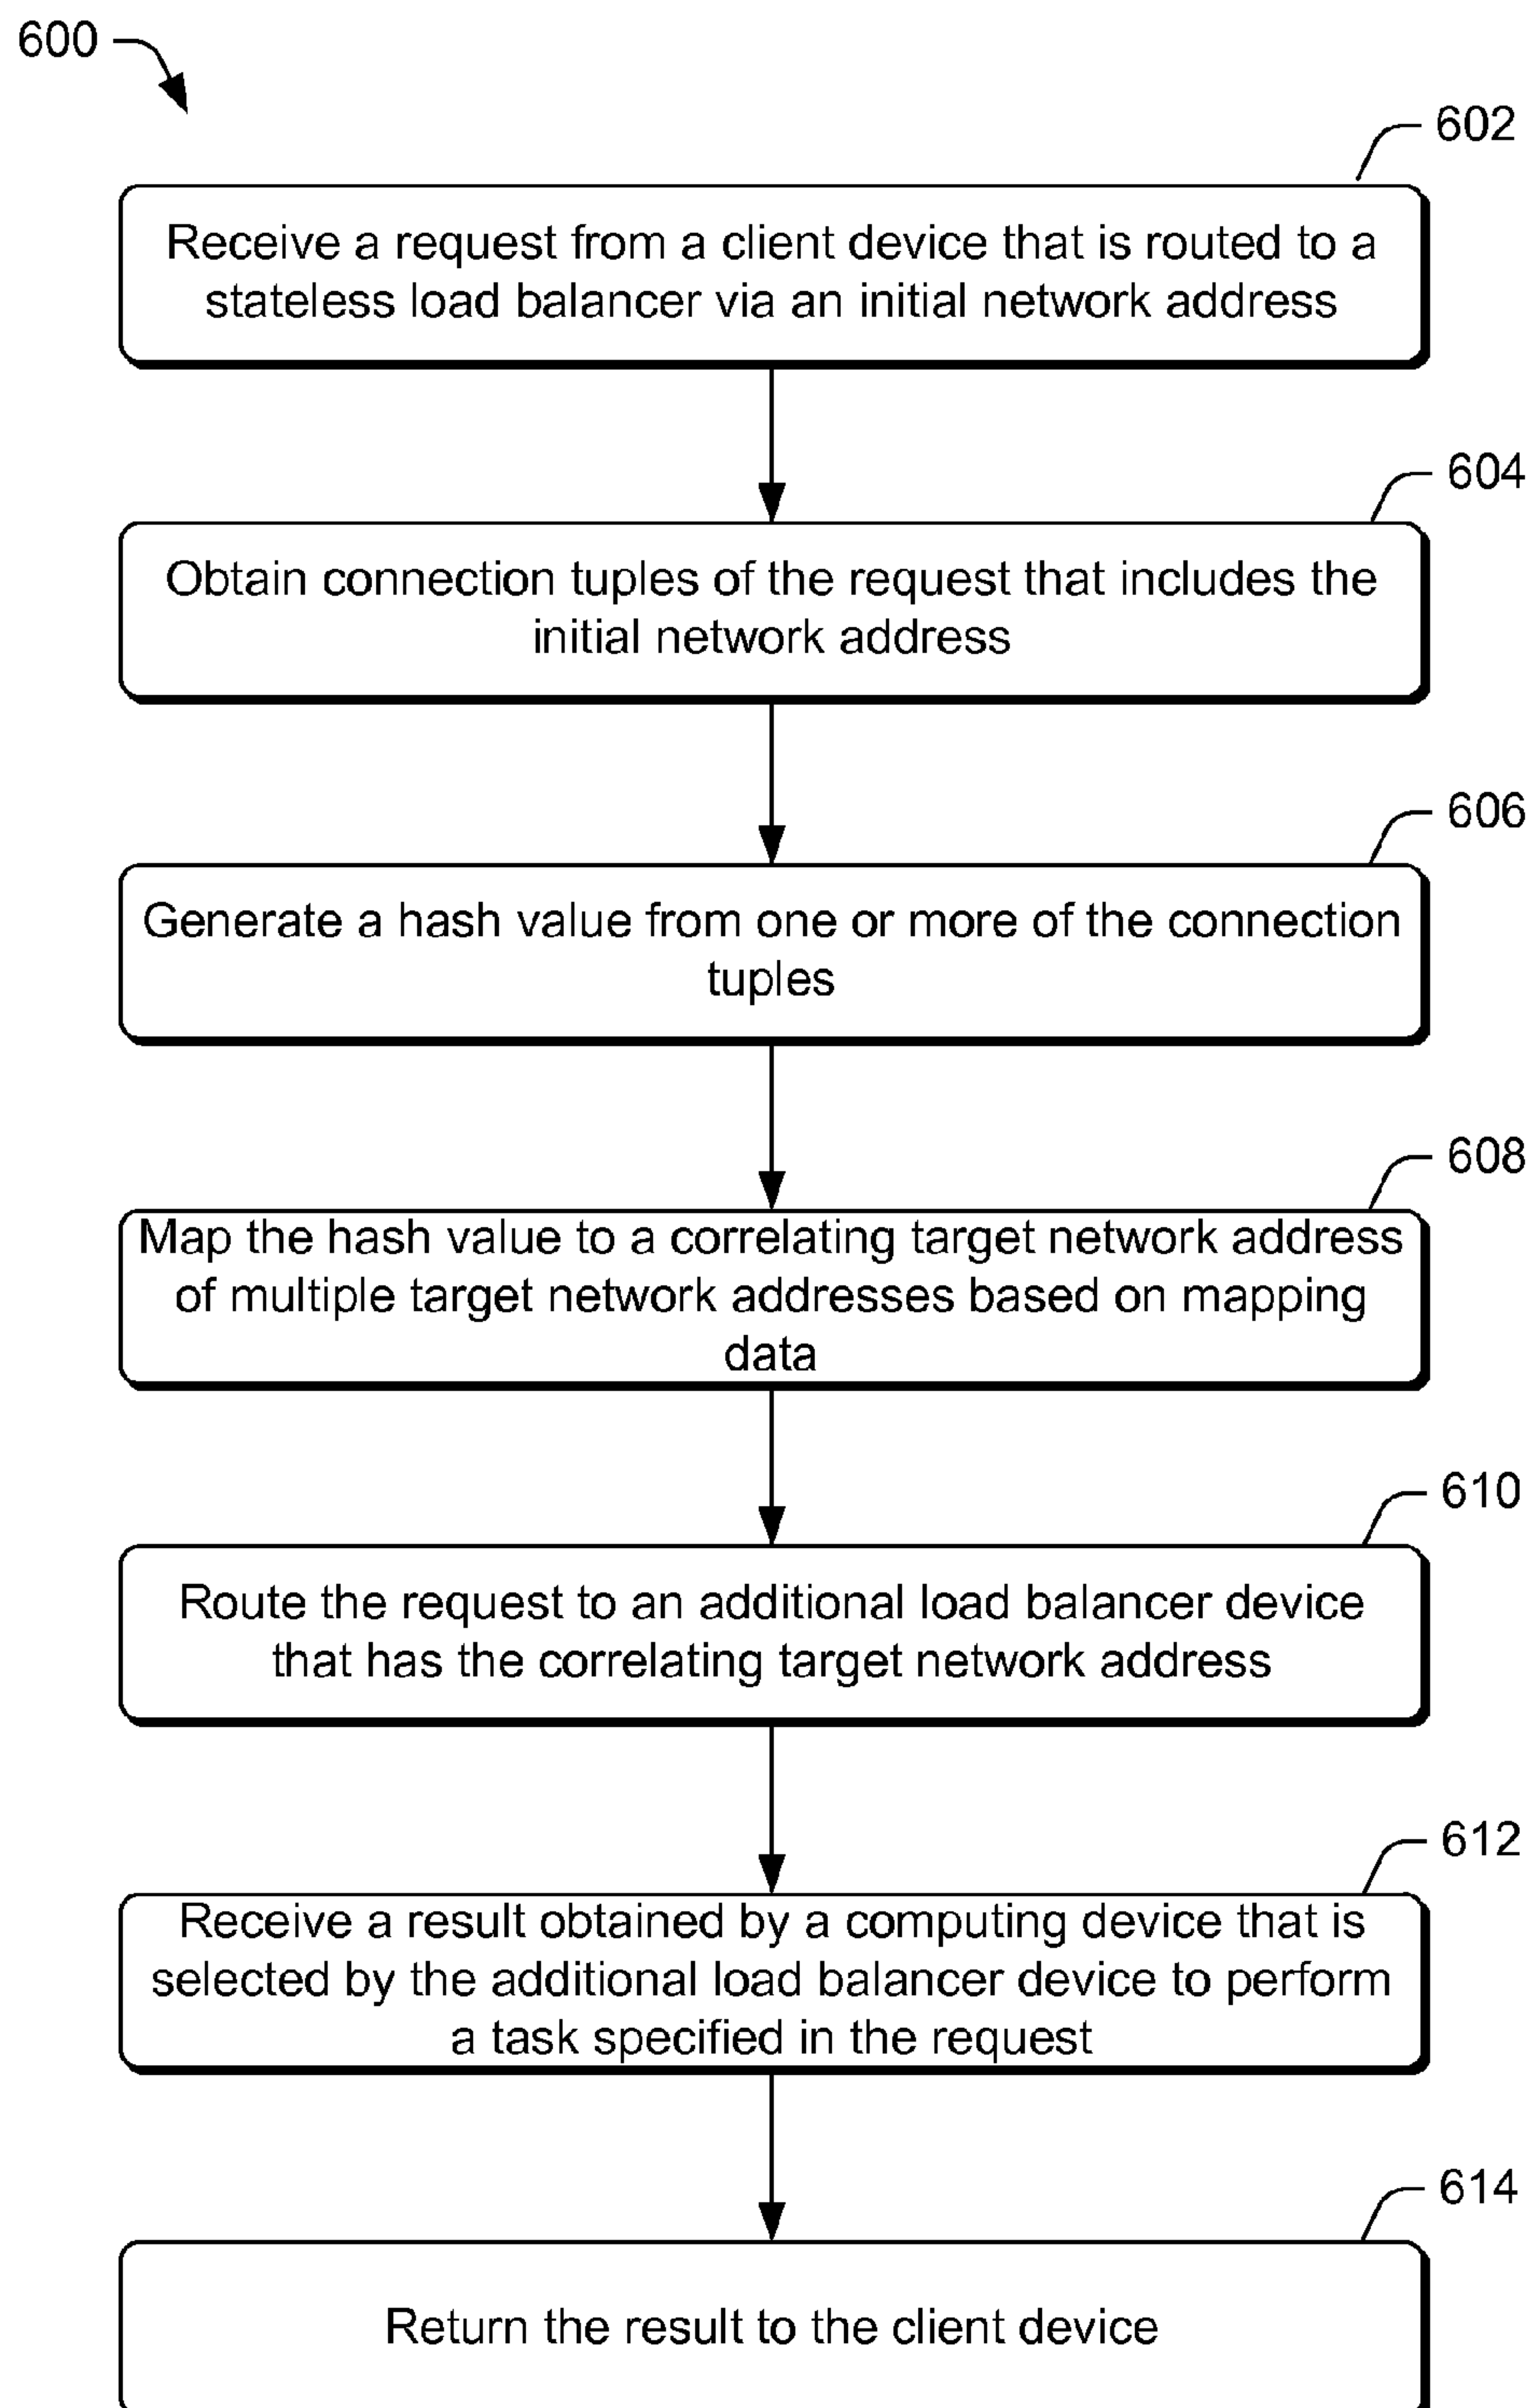 600
602
Receive a request from a client device that is routed to a
stateless load balancer via an initial network address
604
Obtain connection tuples of the request that includes the
initial network address
606
Generate a hash value from one or more of the connection
tuples
608
Map the hash value to a correlating target network address
of multiple target network addresses based on mapping
data
610
Route the request to an additional load balancer device
that has the correlating target network address
612
Receive a result obtained by a computing device that is
selected by the additional load balancer device to perform
a task specified in the request
614
Return the result to the client device